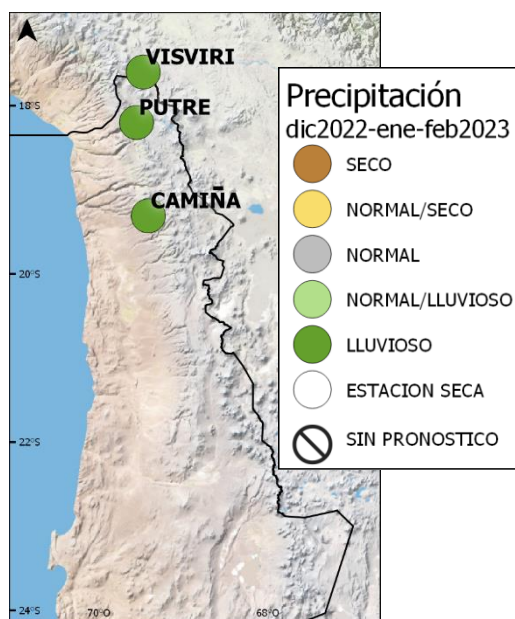 VISVIRI
PUTRE
CAMIÑA
18°S
20°S
22°S
24°S
70°O
68°O
Precipitación
dic2022-ene-feb2023
SECO
NORMAL/SECO
NORMAL
NORMAL/LLUVIOSO
LLUVIOSO
ESTACION SECA
SIN PRONOSTICO